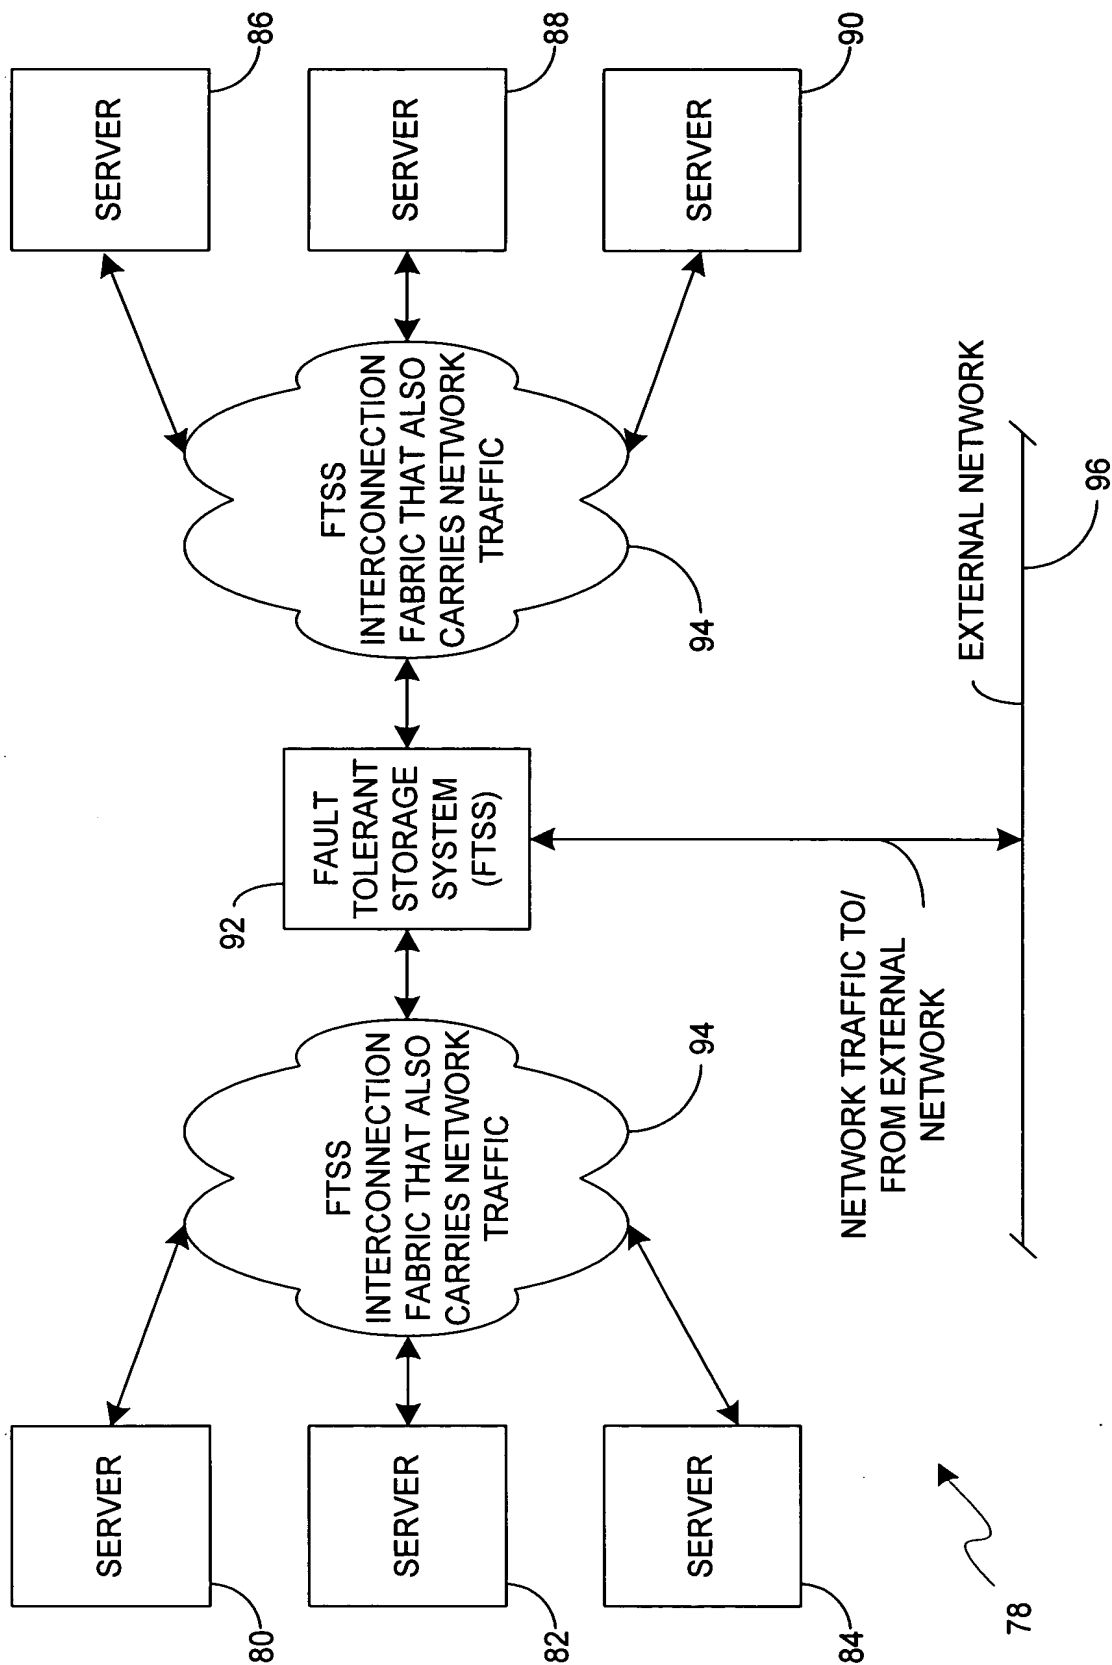 SERVER
86
SERVER
88
SERVER
90
FTSS
INTERCONNECTION
FABRIC THAT ALSO
CARRIES NETWORK
TRAFFIC
94
FAULT
TOLERANT
STORAGE
SYSTEM
(FTSS)
92
FTSS
INTERCONNECTION
FABRIC THAT ALSO
CARRIES NETWORK
TRAFFIC
94
SERVER
80
SERVER
82
SERVER
84
NETWORK TRAFFIC TO/
FROM EXTERNAL
NETWORK
EXTERNAL NETWORK
96
78